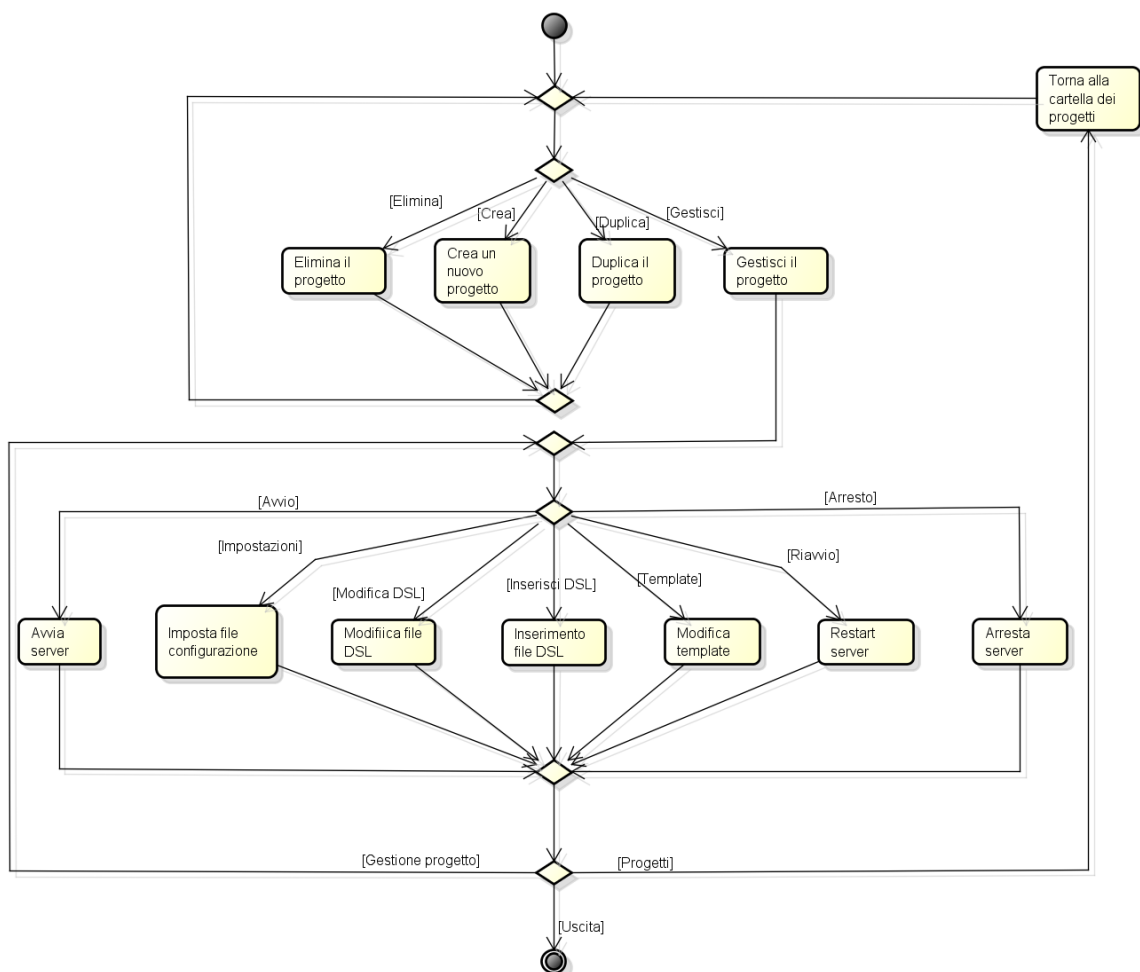 Torna alla
cartella dei
progetti
[Elimina]
[Crea]
[Duplica]
[Gestisci]
Elimina il
progetto
Crea un
nuovo
progetto
Duplica il
progetto
Gestisci il
progetto
[Avvio]
[Arresto]
[Impostazioni]
[Riavvio]
[Modifica DSL]
[Inserisci DSL]
[Template]
Avvia
server
Imposta file
configurazione
Modifiica file
DSL
Inserimento
file DSL
Modifica
template
Restart
server
Arresta
server
[Gestione progetto]
[Progetti]
[Uscita]